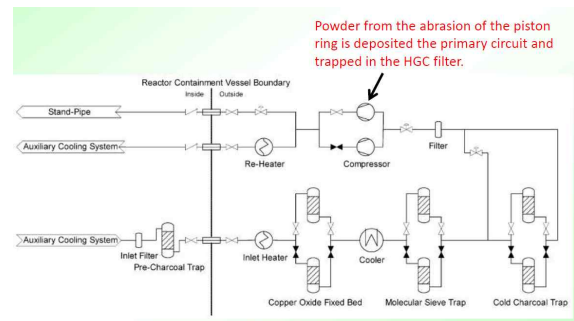 Powder from the abrasion of the piston
ring is deposited the primary circuit and
trapped in the HGC filter.
Reactor Containment Vessel Boundary
Inside
Outside
Stand-Pipe
Auxiliary Cooling System
Re-Heater
Compressor
Filter
Auxiliary Cooling System
Inlet Filter
Pre-Charcoal Trap
Inlet Heater
Cooler
Copper Oxide Fixed Bed
Molecular Sieve Trap
Cold Charcoal Trap